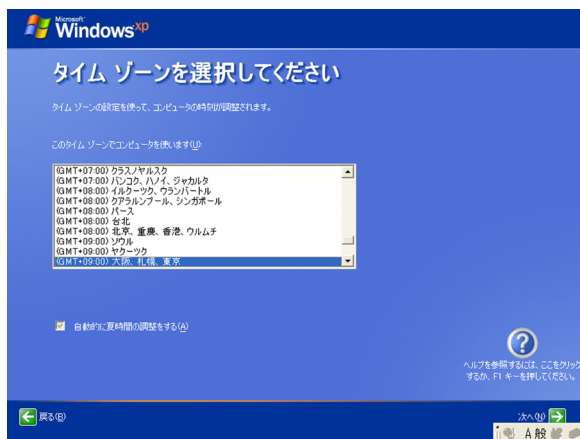 Microsoft
Windows xp
タイム ゾーンを選択してください
タイム ゾーンの設定を使って、コンピュータの時刻が調整されます。
このタイム ゾーンでコンピュータを使います(U):
(GMT+07:00) クラスノヤルスク
(GMT+07:00) バンコク、ハノイ、ジャカルタ
(GMT+08:00) イルクーツク、ウランバートル
(GMT+08:00) クアラルンプール、シンガポール
(GMT+08:00) パース
(GMT+08:00) 台北
(GMT+08:00) 北京、重慶、香港、ウルムチ
(GMT+09:00) ソウル
(GMT+09:00) ヤクーツク
(GMT+09:00) 大阪、札幌、東京
自動的に夏時間の調整をする(A)
ヘルプを参照するには、ここをクリック
するか、F1 キーを押してください。
戻る(B)
次へ(N)
A 般